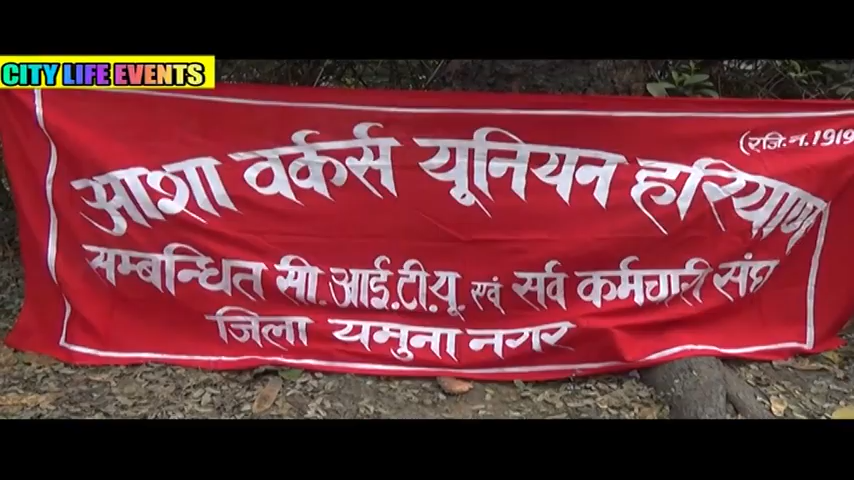 CITY LIFE EVENTS
(रजि.न. 1919
आशा वर्कर्स यूनियन हरियाणा
सम्बन्धित सी.आई.टी.यू एवं सर्व कर्मचारी संघ
जिला यमुना नगर